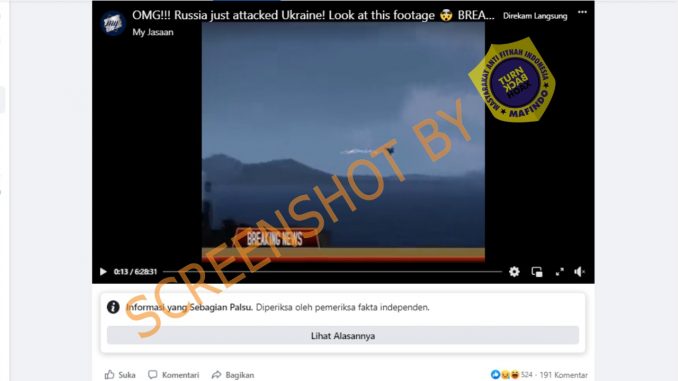 OMG!!! Russia just attacked Ukraine! Look at this footage 😨 BREA... Direkam Langsung
My Jasaan
MASYARAKAT ANTI FITNAH INDONESIA
TURN
BACK
HOAX
MAFINDO
SCREENSHOT BY
BREAKING NEWS
0:13 / 6:28:31
Informasi yang Sebagian Palsu. Diperiksa oleh pemeriksa fakta independen.
Lihat Alasannya
Suka Komentari Bagikan 524 · 191 Komentar